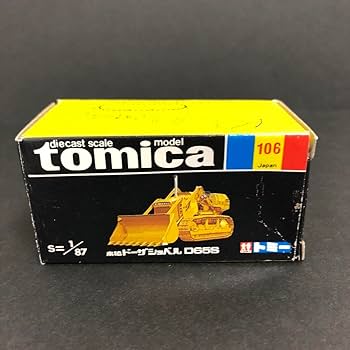 diecast scale model
tomica
106
Japan
S=1/87
小松ドーザショベル D65S
トミー